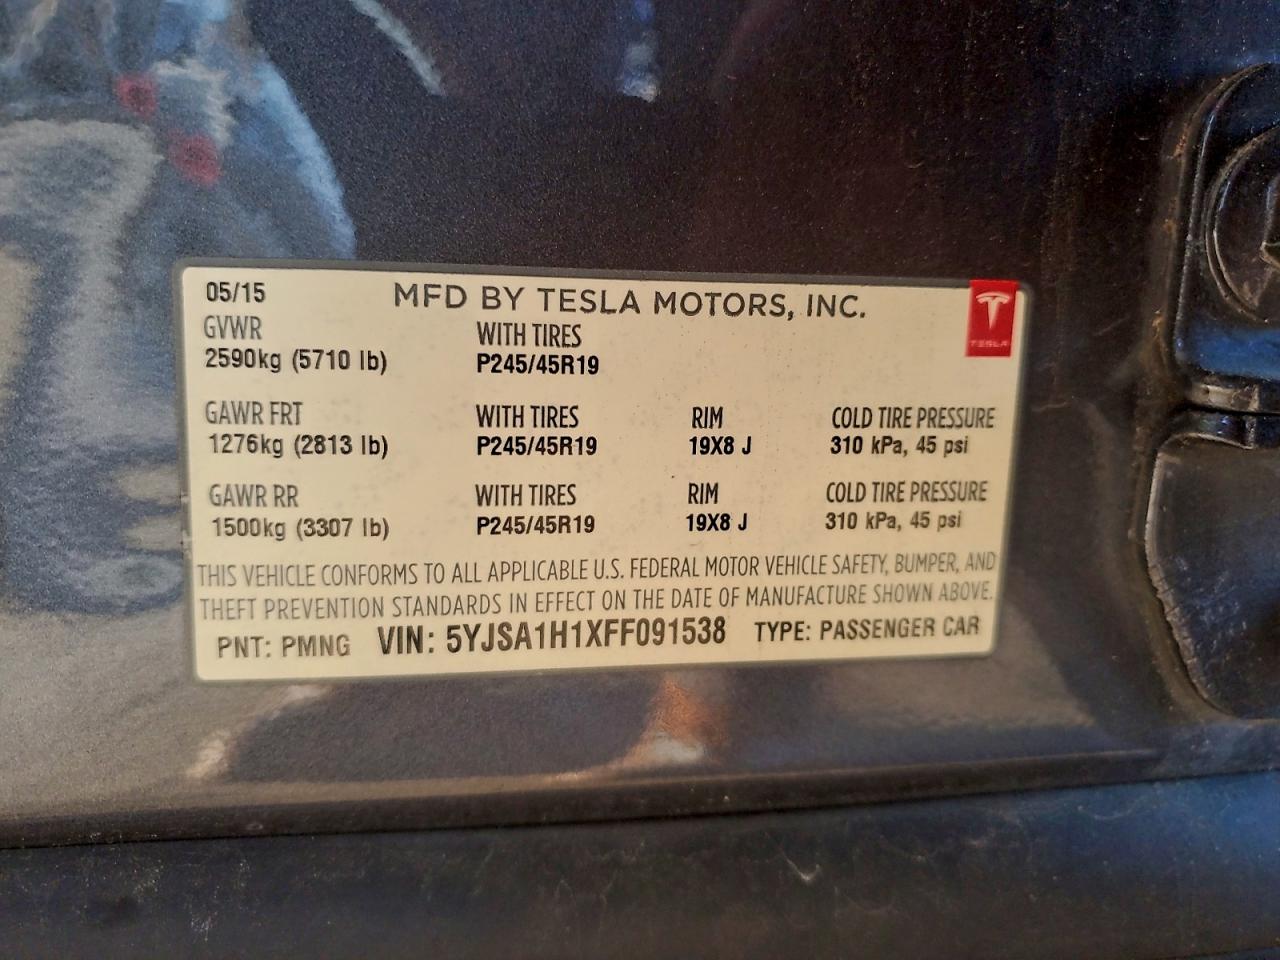 05/15 MFD BY TESLA MOTORS, INC.
TESLA
GVWR WITH TIRES
2590kg (5710 lb) P245/45R19
GAWR FRT WITH TIRES RIM COLD TIRE PRESSURE
1276kg (2813 lb) P245/45R19 19X8 J 310 kPa, 45 psi
GAWR RR WITH TIRES RIM COLD TIRE PRESSURE
1500kg (3307 lb) P245/45R19 19X8 J 310 kPa, 45 psi
THIS VEHICLE CONFORMS TO ALL APPLICABLE U.S. FEDERAL MOTOR VEHICLE SAFETY, BUMPER, AND
THEFT PREVENTION STANDARDS IN EFFECT ON THE DATE OF MANUFACTURE SHOWN ABOVE.
PNT: PMNG VIN: 5YJSA1H1XFF091538 TYPE: PASSENGER CAR